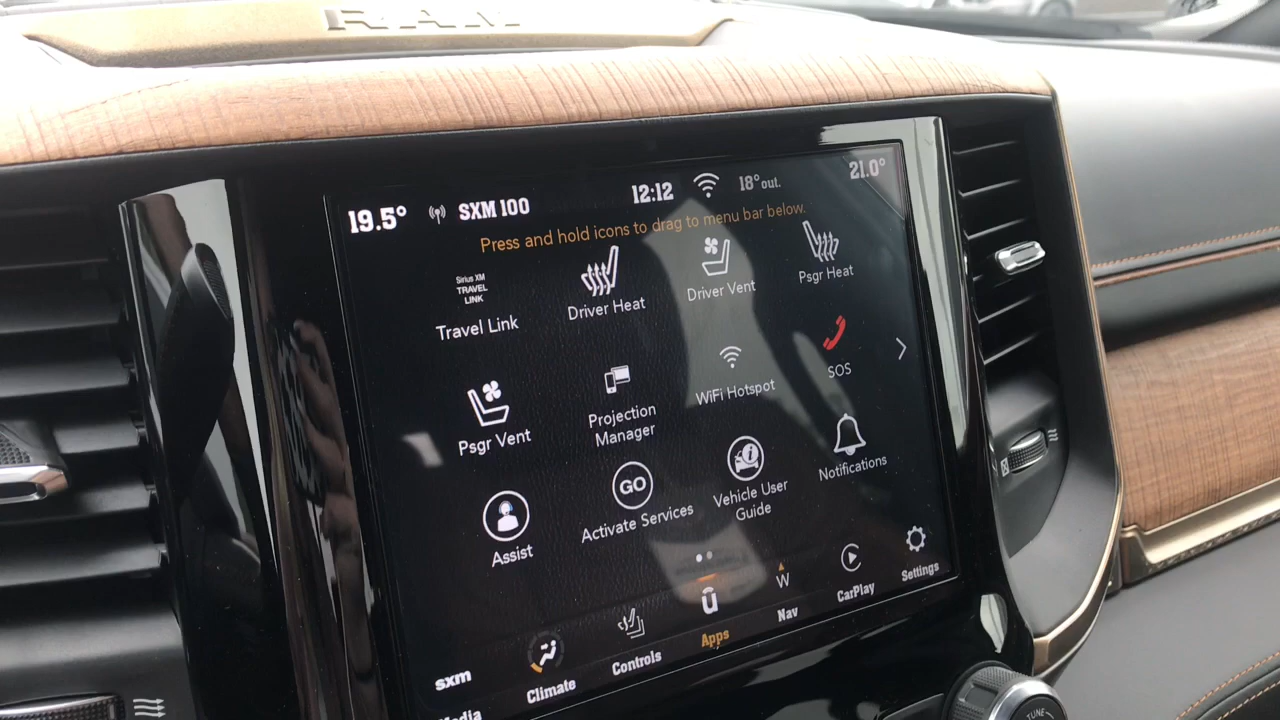 RAM
19.5° SXM 100 12:12 18° out. 21.0°
Press and hold icons to drag to menu bar below.
Sirius XM
TRAVEL
LINK
Travel Link
Driver Heat
Driver Vent
Psgr Heat
Psgr Vent
Projection
Manager
WiFi Hotspot
SOS
Assist
GO
Activate Services
Vehicle User
Guide
Notifications
sxm
Media
Climate
Controls
Apps
W
Nav
CarPlay
Settings
TUNE